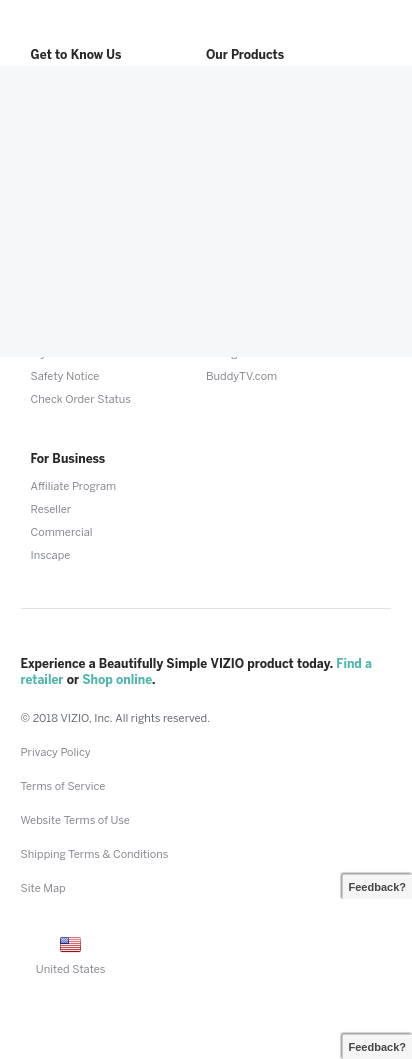 Get to Know Us
Our Products
Safety Notice
BuddyTV.com
Check Order Status
For Business
Affiliate Program
Reseller
Commercial
Inscape
Experience a Beautifully Simple VIZIO product today. Find a
retailer or Shop online.
© 2018 VIZIO, Inc. All rights reserved.
Privacy Policy
Terms of Service
Website Terms of Use
Shipping Terms & Conditions
Site Map
Feedback?
United States
Feedback?